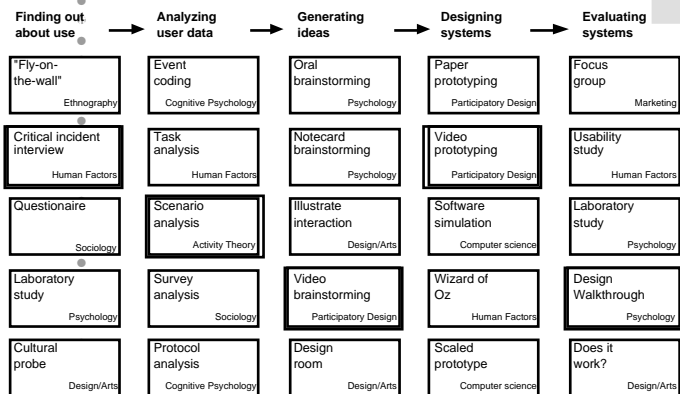 Finding out
about use
Analyzing
user data
Generating
ideas
Designing
systems
Evaluating
systems
"Fly-on-
the-wall"
Ethnography
Event
coding
Cognitive Psychology
Oral
brainstorming
Psychology
Paper
prototyping
Participatory Design
Focus
group
Marketing
Critical incident
interview
Human Factors
Task
analysis
Human Factors
Notecard
brainstorming
Psychology
Video
prototyping
Participatory Design
Usability
study
Human Factors
Questionaire
Sociology
Scenario
analysis
Activity Theory
Illustrate
interaction
Design/Arts
Software
simulation
Computer science
Laboratory
study
Psychology
Laboratory
study
Psychology
Survey
analysis
Sociology
Video
brainstorming
Participatory Design
Wizard of
Oz
Human Factors
Design
Walkthrough
Psychology
Cultural
probe
Design/Arts
Protocol
analysis
Cognitive Psychology
Design
room
Design/Arts
Scaled
prototype
Computer science
Does it
work?
Design/Arts